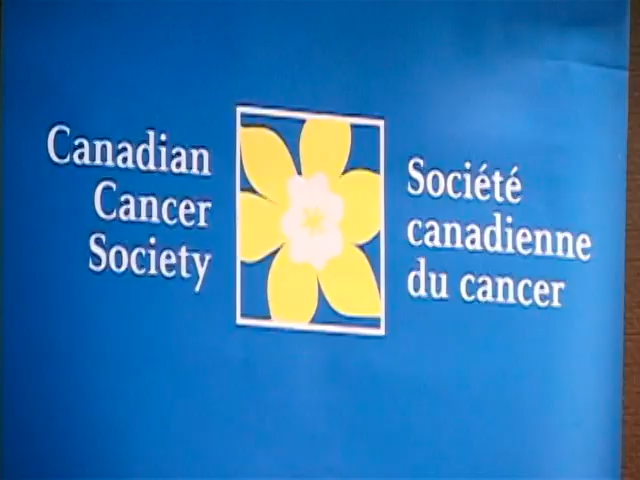 Canadian
Cancer
Society
Société
canadienne
du cancer